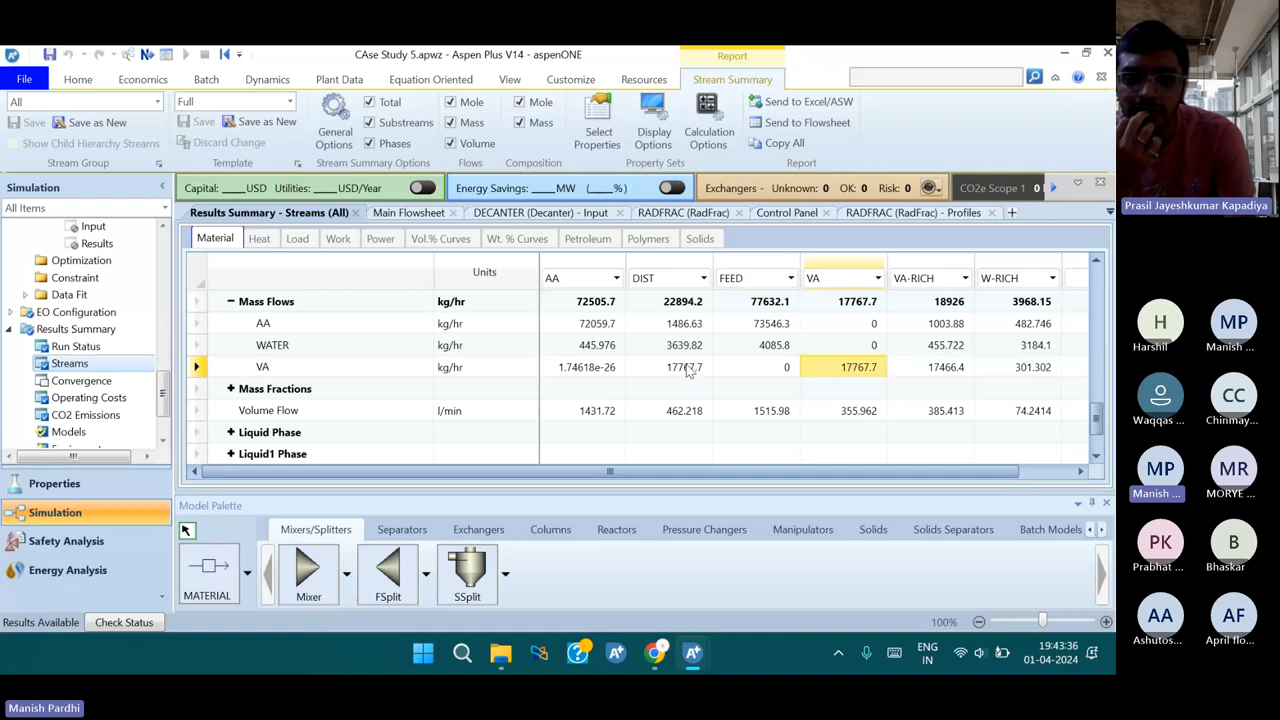 CAse Study 5.apwz - Aspen Plus V14 - aspenONE
Report
File Home Economics Batch Dynamics Plant Data Equation Oriented View Customize Resources Stream Summary
All Full Total Mole Mole Send to Excel/ASW
Save Save as New Save Save as New Substreams Mass Mass Send to Flowsheet
Show Child Hierarchy Streams Discard Change General Options Phases Volume Select Properties Display Options Calculation Options Copy All
Stream Group Template Stream Summary Options Flows Composition Property Sets Report
Simulation
Capital: ____USD Utilities: ____USD/Year Energy Savings: ____MW (____%) Exchangers - Unknown: 0 OK: 0 Risk: 0 CO2e Scope 1 0
All Items
Results Summary - Streams (All) Main Flowsheet DECANTER (Decanter) - Input RADFRAC (RadFrac) Control Panel RADFRAC (RadFrac) - Profiles
Input
Results
Optimization
Constraint
Data Fit
EO Configuration
Results Summary
Run Status
Streams
Convergence
Operating Costs
CO2 Emissions
Models
Properties
Simulation
Safety Analysis
Energy Analysis
Material Heat Load Work Power Vol.% Curves Wt. % Curves Petroleum Polymers Solids
Units AA DIST FEED VA VA-RICH W-RICH
Mass Flows kg/hr 72505.7 22894.2 77632.1 17767.7 18926 3968.15
AA kg/hr 72059.7 1486.63 73546.3 0 1003.88 482.746
WATER kg/hr 445.976 3639.82 4085.8 0 455.722 3184.1
VA kg/hr 1.74618e-26 17767.7 0 17767.7 17466.4 301.302
Mass Fractions
Volume Flow l/min 1431.72 462.218 1515.98 355.962 385.413 74.2414
Liquid Phase
Liquid1 Phase
Model Palette
Mixers/Splitters Separators Exchangers Columns Reactors Pressure Changers Manipulators Solids Solids Separators Batch Models
MATERIAL Mixer FSplit SSplit
Results Available Check Status 100%
ENG
IN
19:43:36
01-04-2024
Manish Pardhi
Prasil Jayeshkumar Kapadiya
H MP
Harshil Manish ...
CC
Waqqas ... Chinmay...
MP MR
Manish ... MORYE ...
PK B
Prabhat ... Bhaskar
AA AF
Ashutos... April flo...